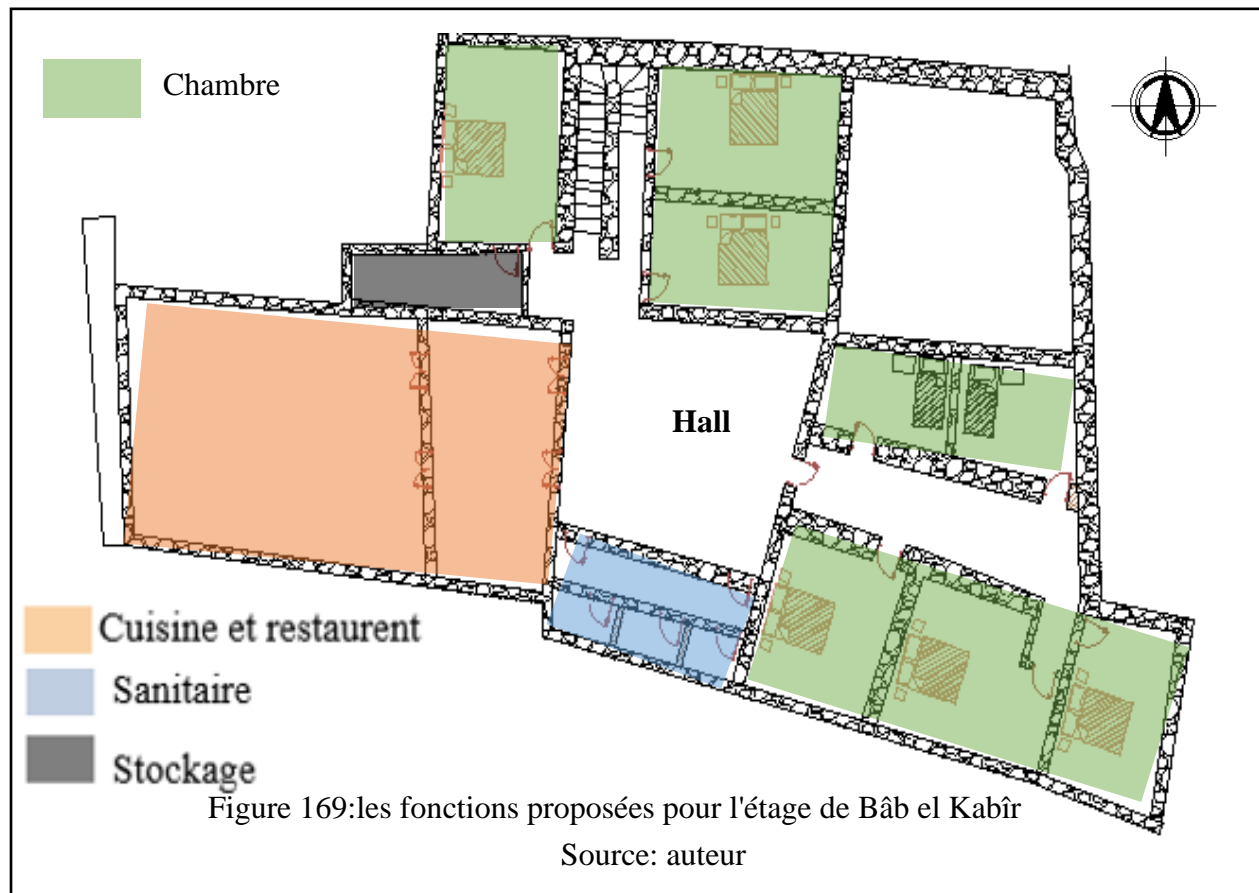 Chambre
Hall
Cuisine et restaurent
Sanitaire
Stockage
Figure 169:les fonctions proposées pour l'étage de Bâb el Kabîr
Source: auteur